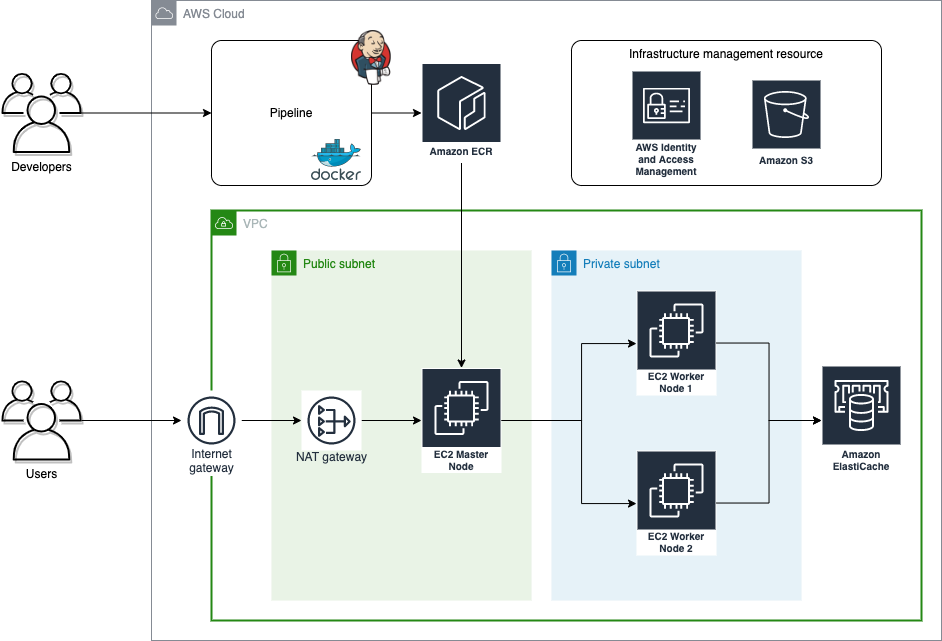 AWS Cloud
Developers
Pipeline
docker
Amazon ECR
Infrastructure management resource
AWS Identity
and Access
Management
Amazon S3
VPC
Public subnet
Private subnet
Users
Internet
gateway
NAT gateway
EC2 Master
Node
EC2 Worker
Node 1
EC2 Worker
Node 2
Amazon
ElastiCache